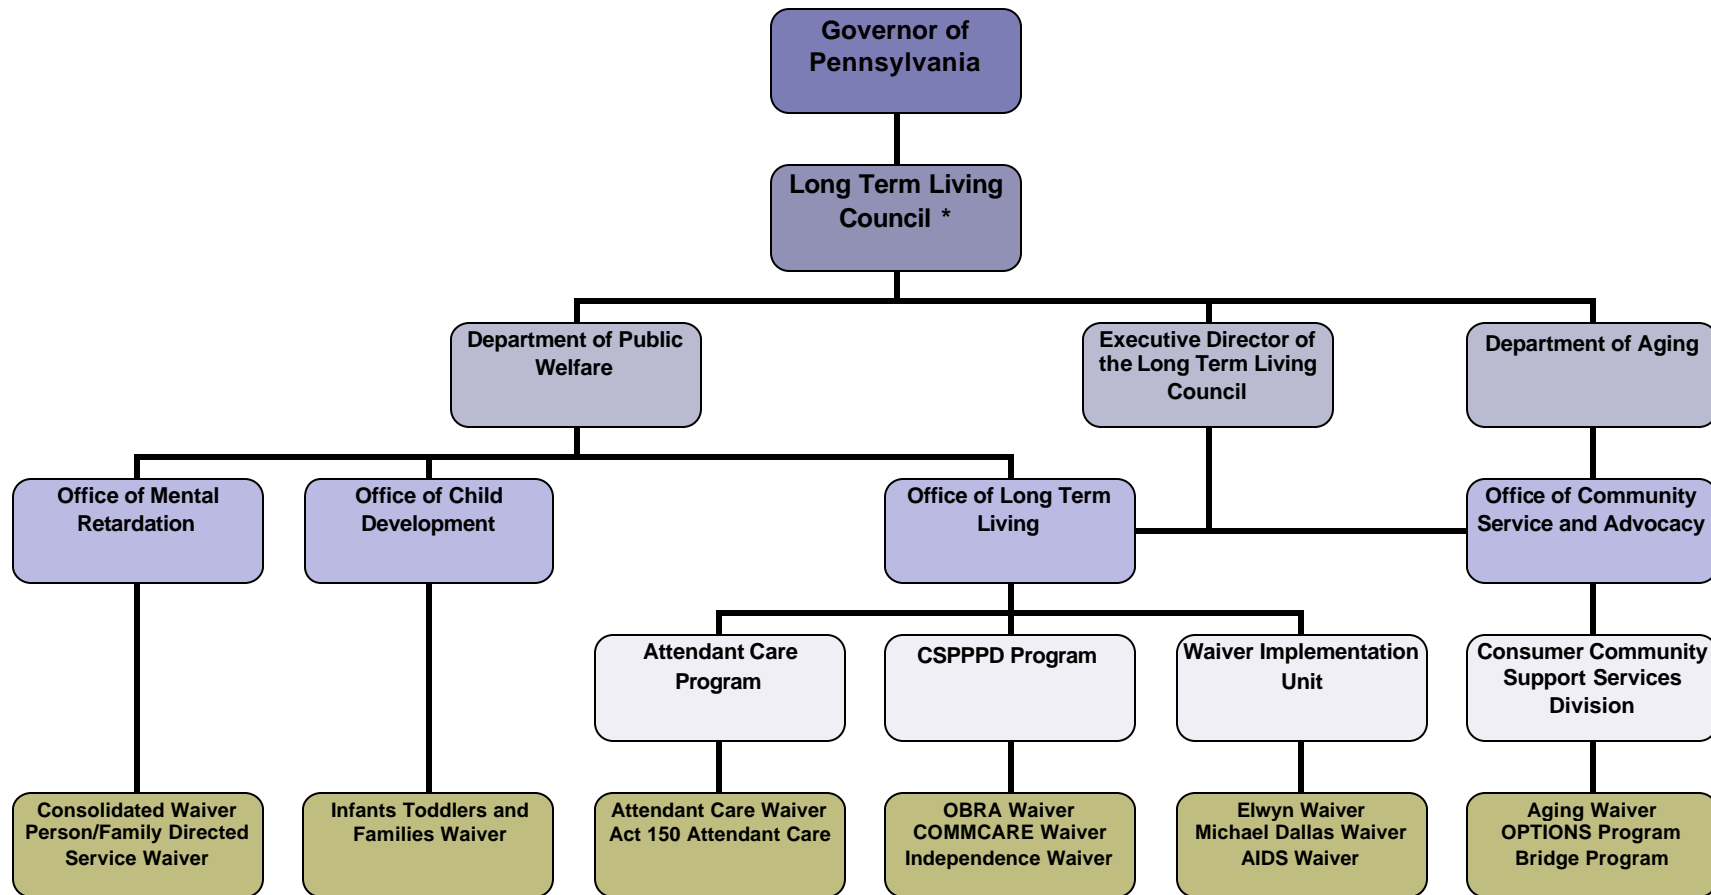 Governor of
Pennsylvania
Long Term Living
Council *
Department of Public
Welfare
Executive Director of
the Long Term Living
Council
Department of Aging
Office of Mental
Retardation
Office of Child
Development
Office of Long Term
Living
Office of Community
Service and Advocacy
Attendant Care
Program
CSPPPD Program
Waiver Implementation
Unit
Consumer Community
Support Services
Division
Consolidated Waiver
Person/Family Directed
Service Waiver
Infants Toddlers and
Families Waiver
Attendant Care Waiver
Act 150 Attendant Care
OBRA Waiver
COMMCARE Waiver
Independence Waiver
Elwyn Waiver
Michael Dallas Waiver
AIDS Waiver
Aging Waiver
OPTIONS Program
Bridge Program